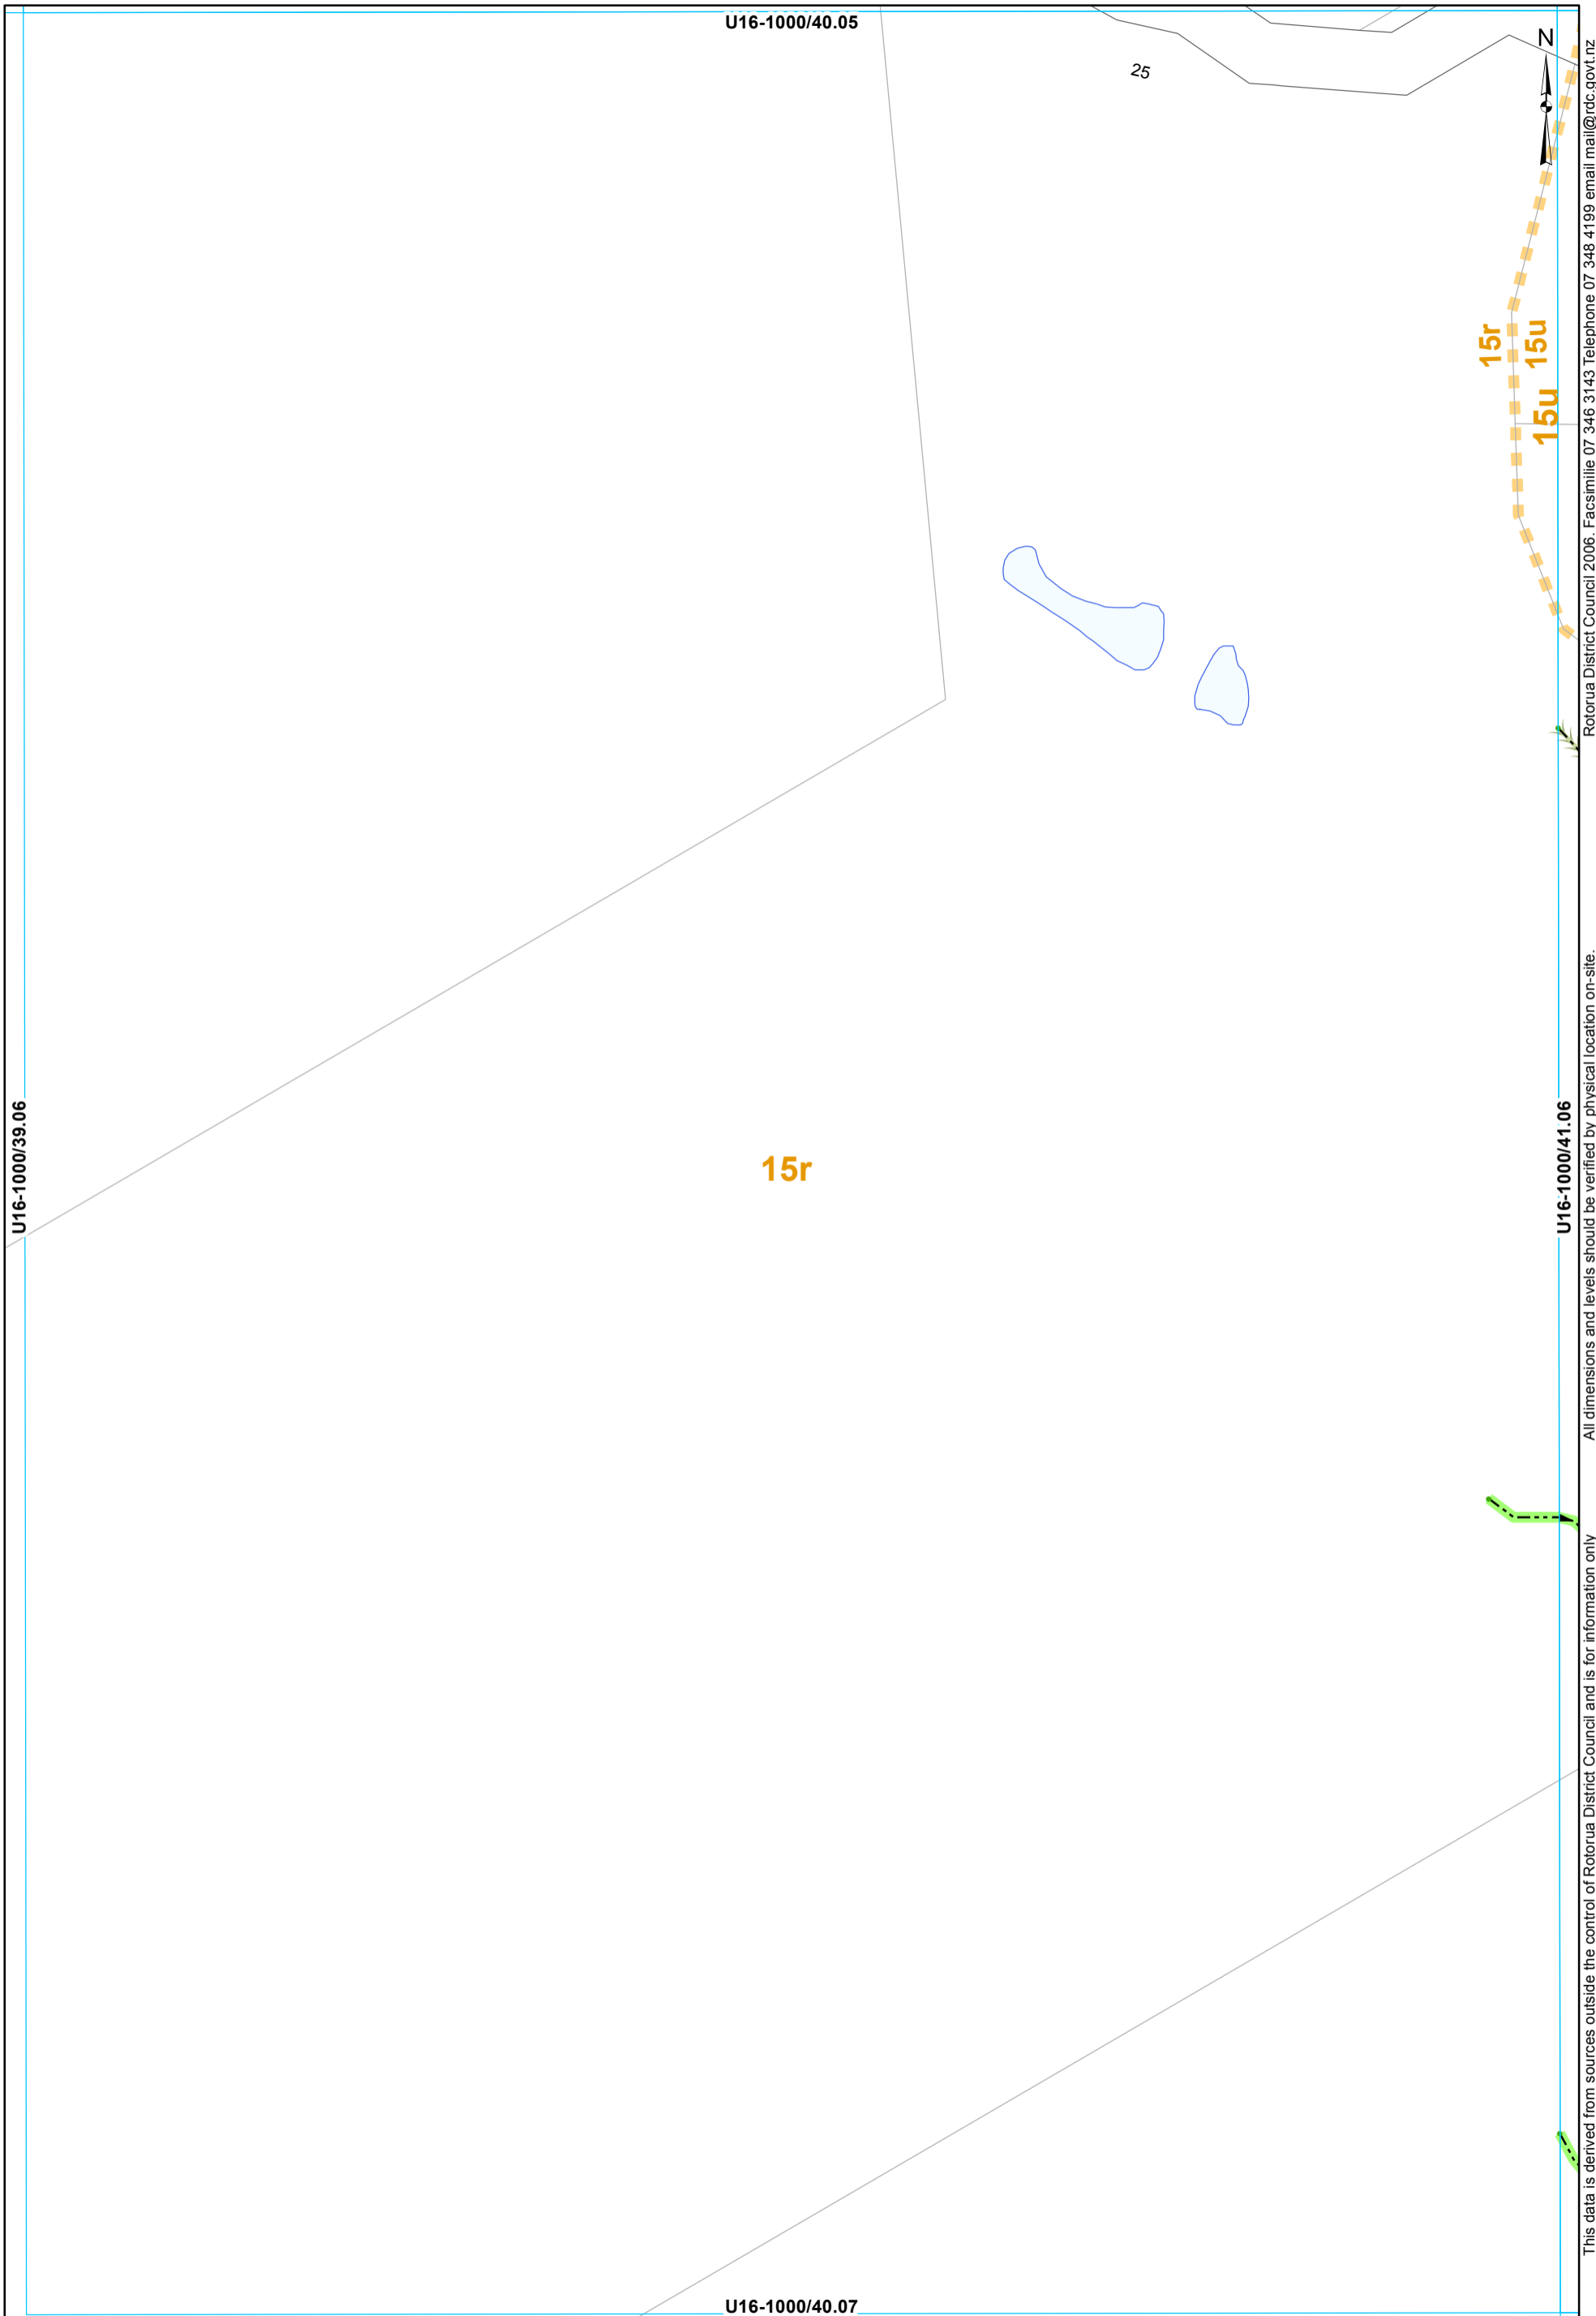 U16-1000/40.05
N
25
15r
15u
15u
U16-1000/39.06
15r
U16-1000/41.06
U16-1000/40.07
This data is derived from sources outside the control of Rotorua District Council and is for information only
All dimensions and levels should be verified by physical location on-site.
Rotorua District Council 2006. Facsimilie 07 346 3143 Telephone 07 348 4199 email mail@rdc.govt.nz